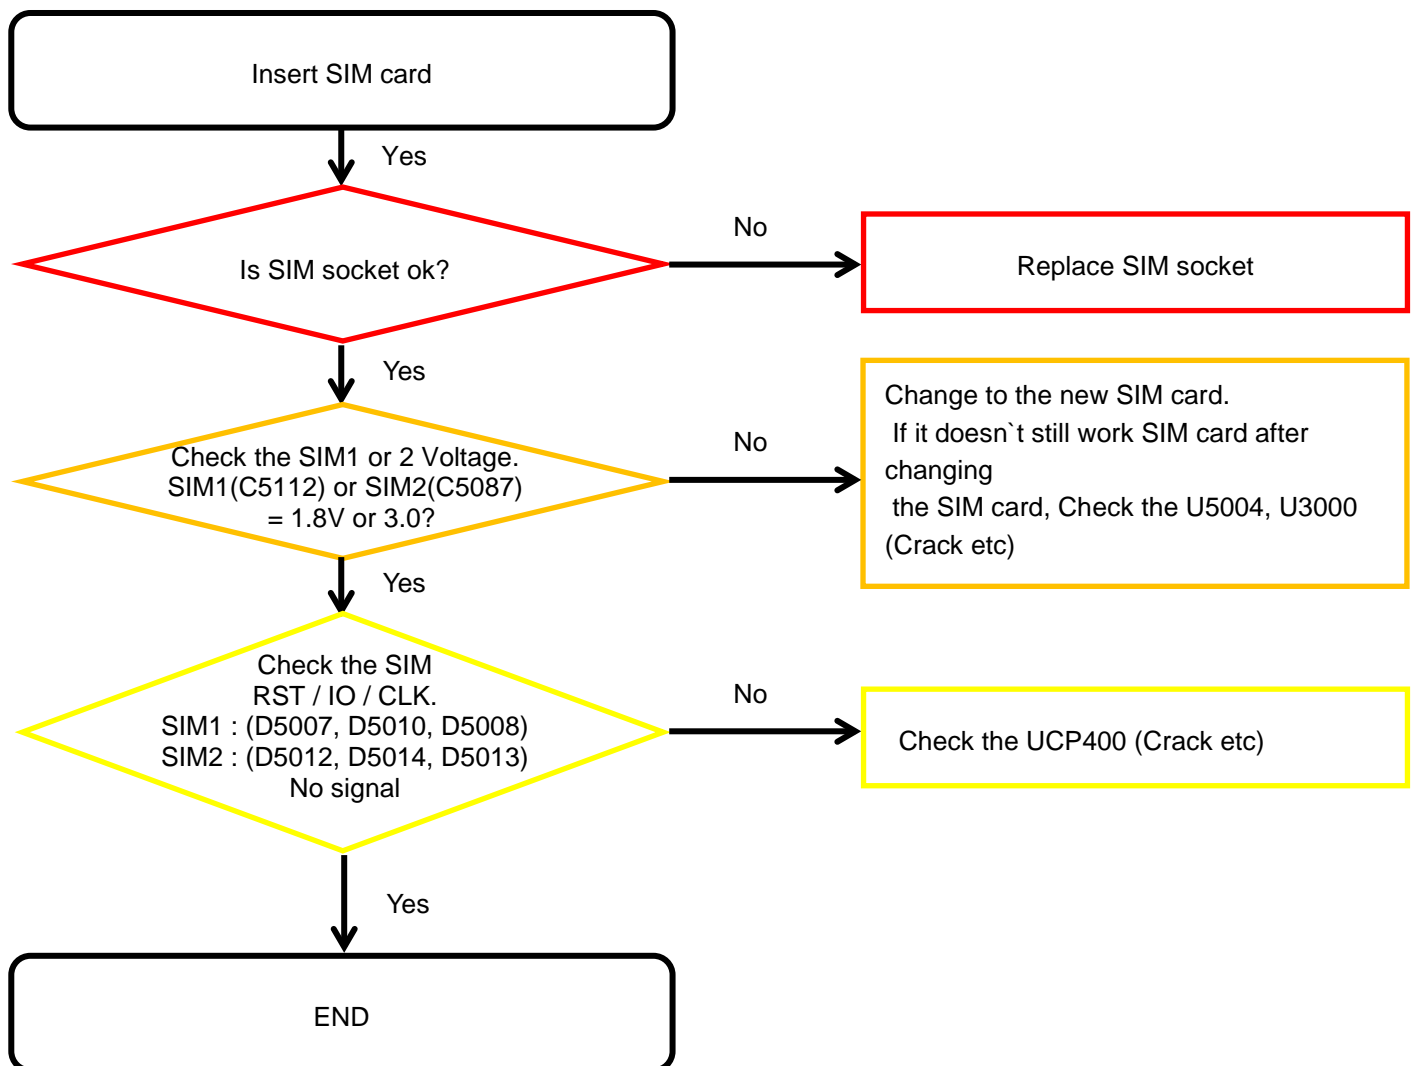 Insert SIM card
Yes
Is SIM socket ok?
No
Replace SIM socket
Yes
Check the SIM1 or 2 Voltage.
SIM1(C5112) or SIM2(C5087)
= 1.8V or 3.0?
No
Change to the new SIM card.
If it doesn`t still work SIM card after
changing
the SIM card, Check the U5004, U3000
(Crack etc)
Yes
Check the SIM
RST / IO / CLK.
SIM1 : (D5007, D5010, D5008)
SIM2 : (D5012, D5014, D5013)
No signal
No
Check the UCP400 (Crack etc)
Yes
END